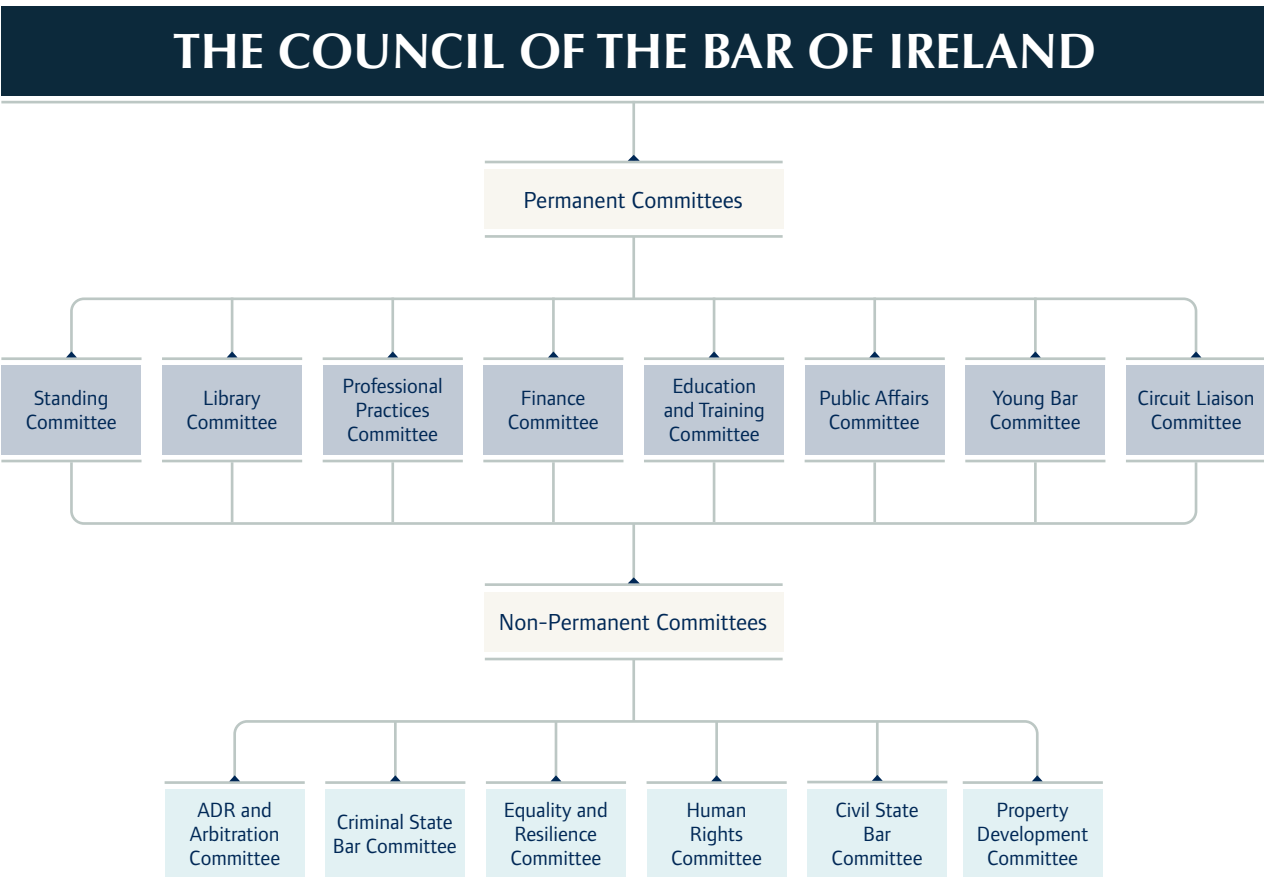 THE COUNCIL OF THE BAR OF IRELAND
Permanent Committees
Standing
Committee
Library
Committee
Professional
Practices
Committee
Finance
Committee
Education
and Training
Committee
Public Affairs
Committee
Young Bar
Committee
Circuit Liaison
Committee
Non-Permanent Committees
ADR and
Arbitration
Committee
Criminal State
Bar Committee
Equality and
Resilience
Committee
Human
Rights
Committee
Civil State
Bar
Committee
Property
Development
Committee